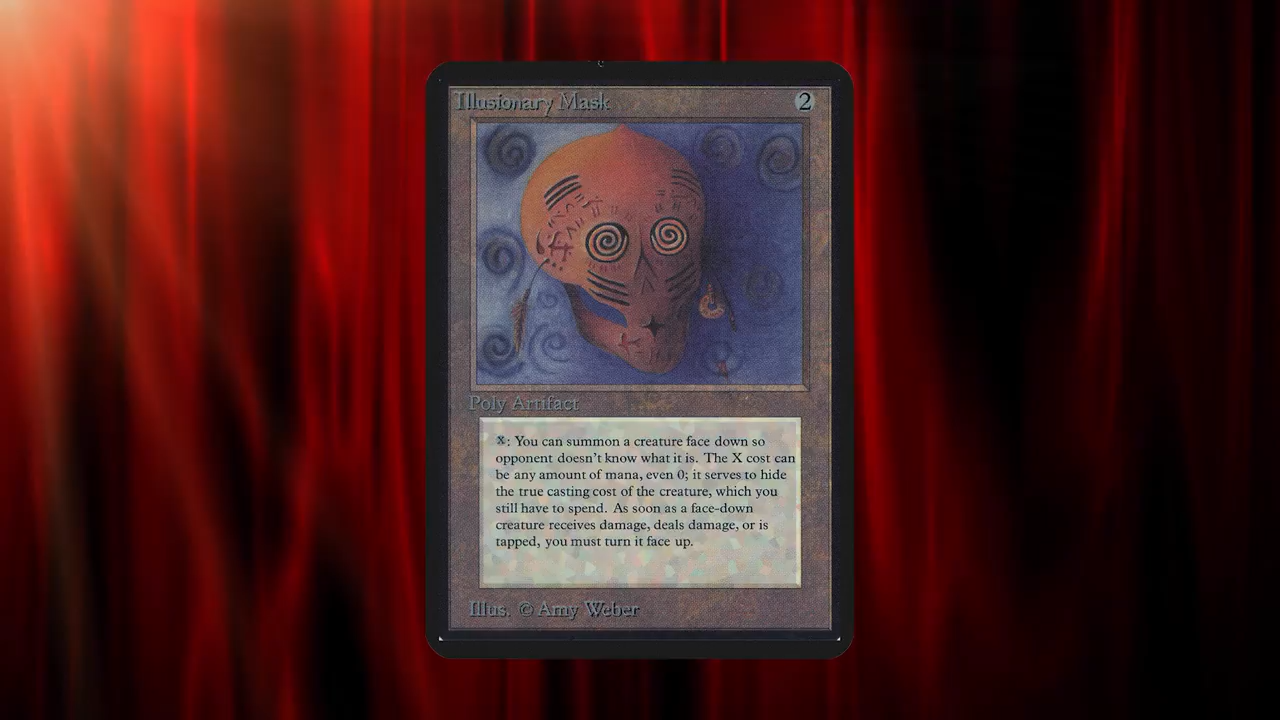 Illusionary Mask 2
Poly Artifact
X: You can summon a creature face down so
opponent doesn't know what it is. The X cost can
be any amount of mana, even 0; it serves to hide
the true casting cost of the creature, which you
still have to spend. As soon as a face-down
creature receives damage, deals damage, or is
tapped, you must turn it face up.
Illus. © Amy Weber